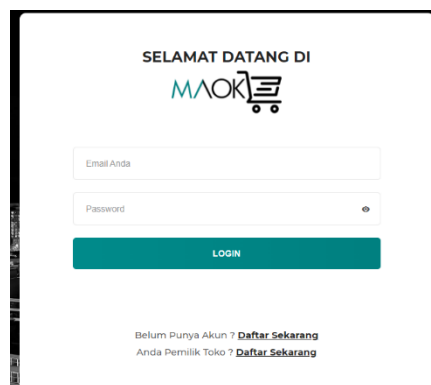 SELAMAT DATANG DI
MAOK
Email Anda
Password
LOGIN
Belum Punya Akun ? Daftar Sekarang
Anda Pemilik Toko ? Daftar Sekarang